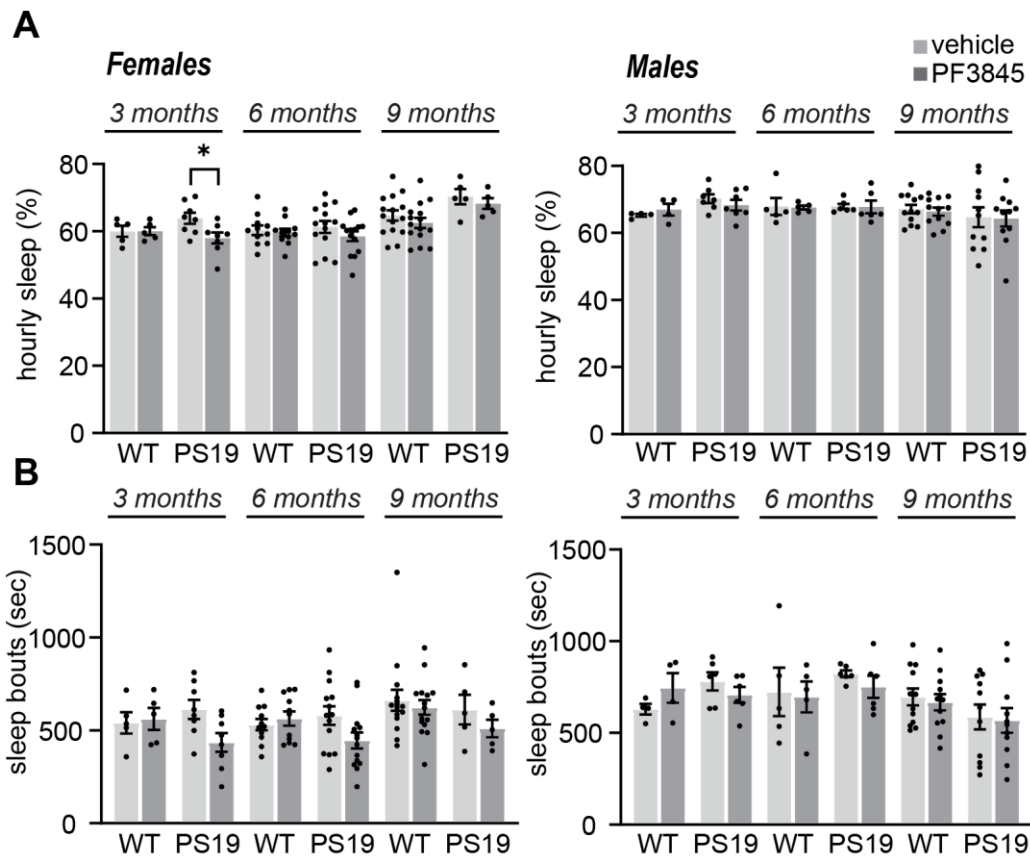 A
Females
Males
vehicle
PF3845
3 months 6 months 9 months
3 months 6 months 9 months
*
hourly sleep (%)
80
60
40
20
0
WT PS19 WT PS19 WT PS19
hourly sleep (%)
80
60
40
20
0
WT PS19 WT PS19 WT PS19
B
3 months 6 months 9 months
3 months 6 months 9 months
sleep bouts (sec)
1500
1000
500
0
WT PS19 WT PS19 WT PS19
sleep bouts (sec)
1500
1000
500
0
WT PS19 WT PS19 WT PS19